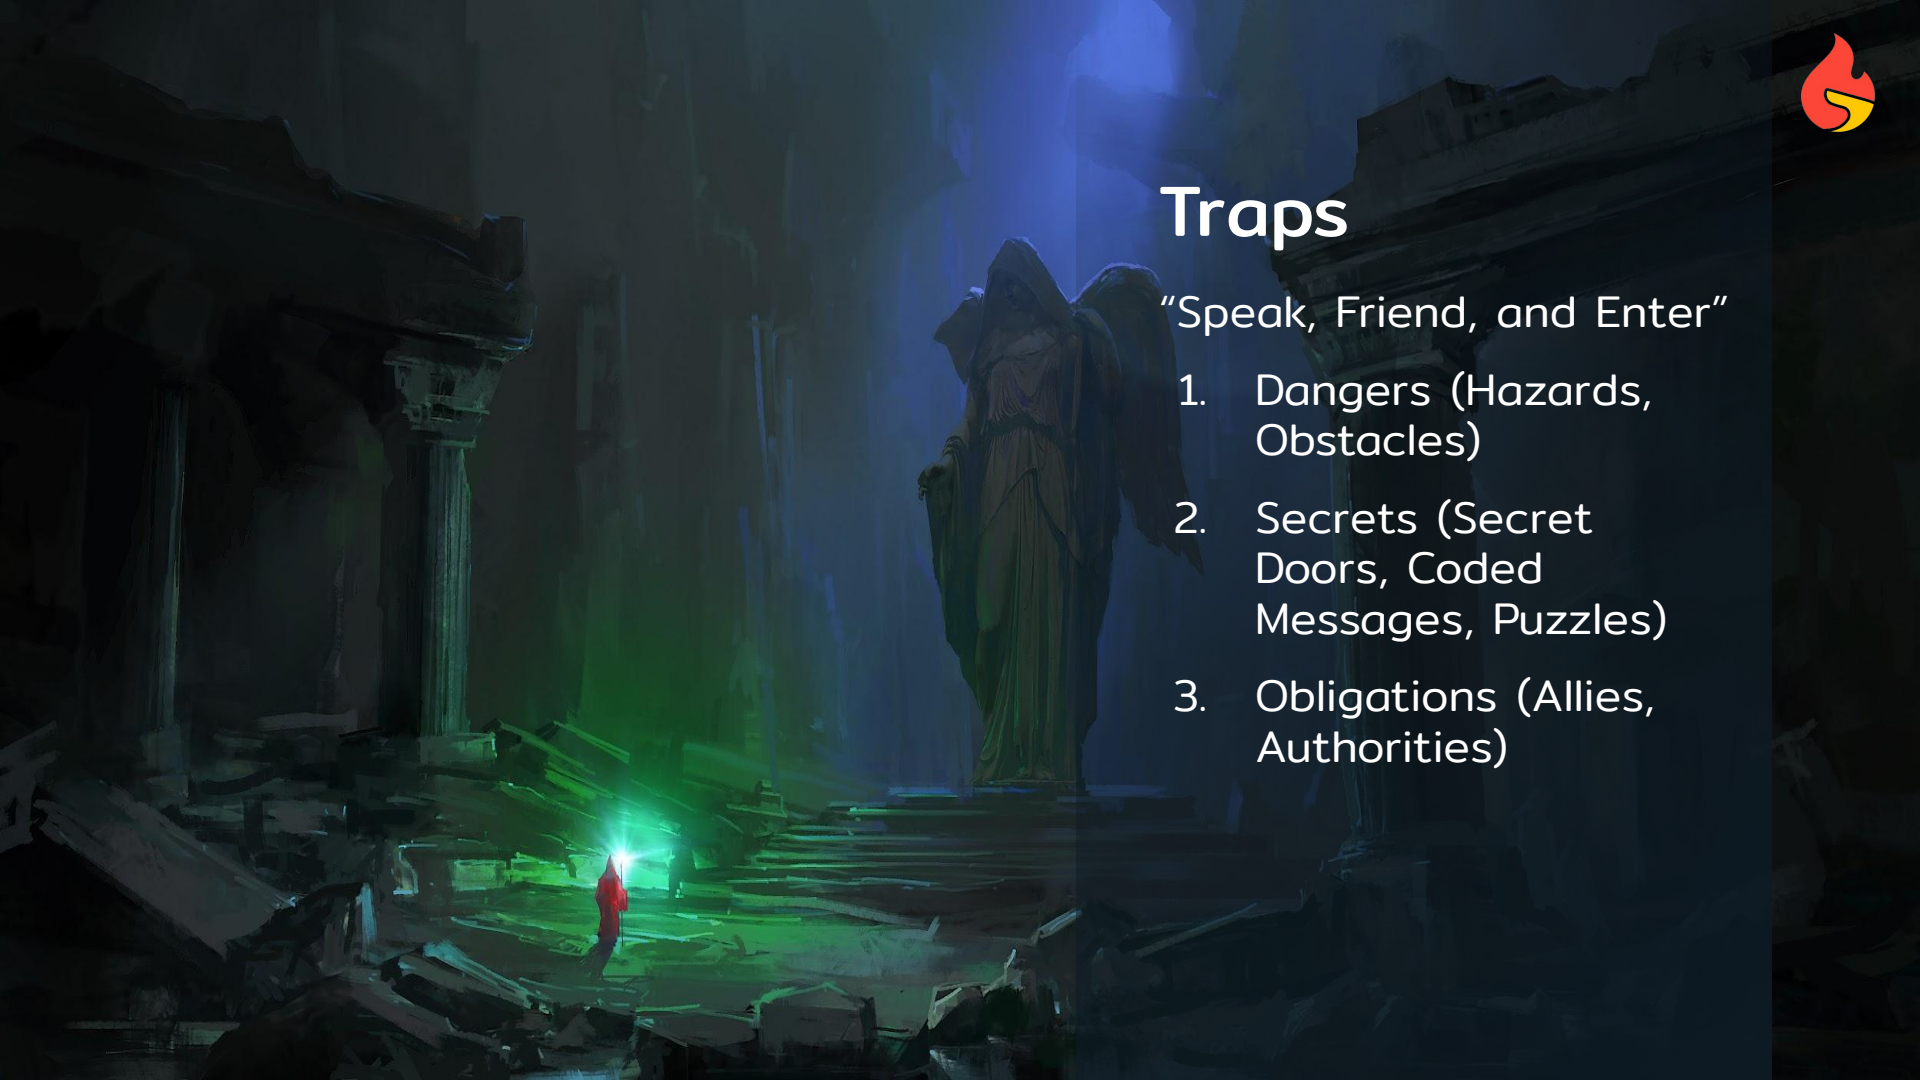 Traps
“Speak, Friend, and Enter”
1. Dangers (Hazards,
Obstacles)
2. Secrets (Secret
Doors, Coded
Messages, Puzzles)
3. Obligations (Allies,
Authorities)